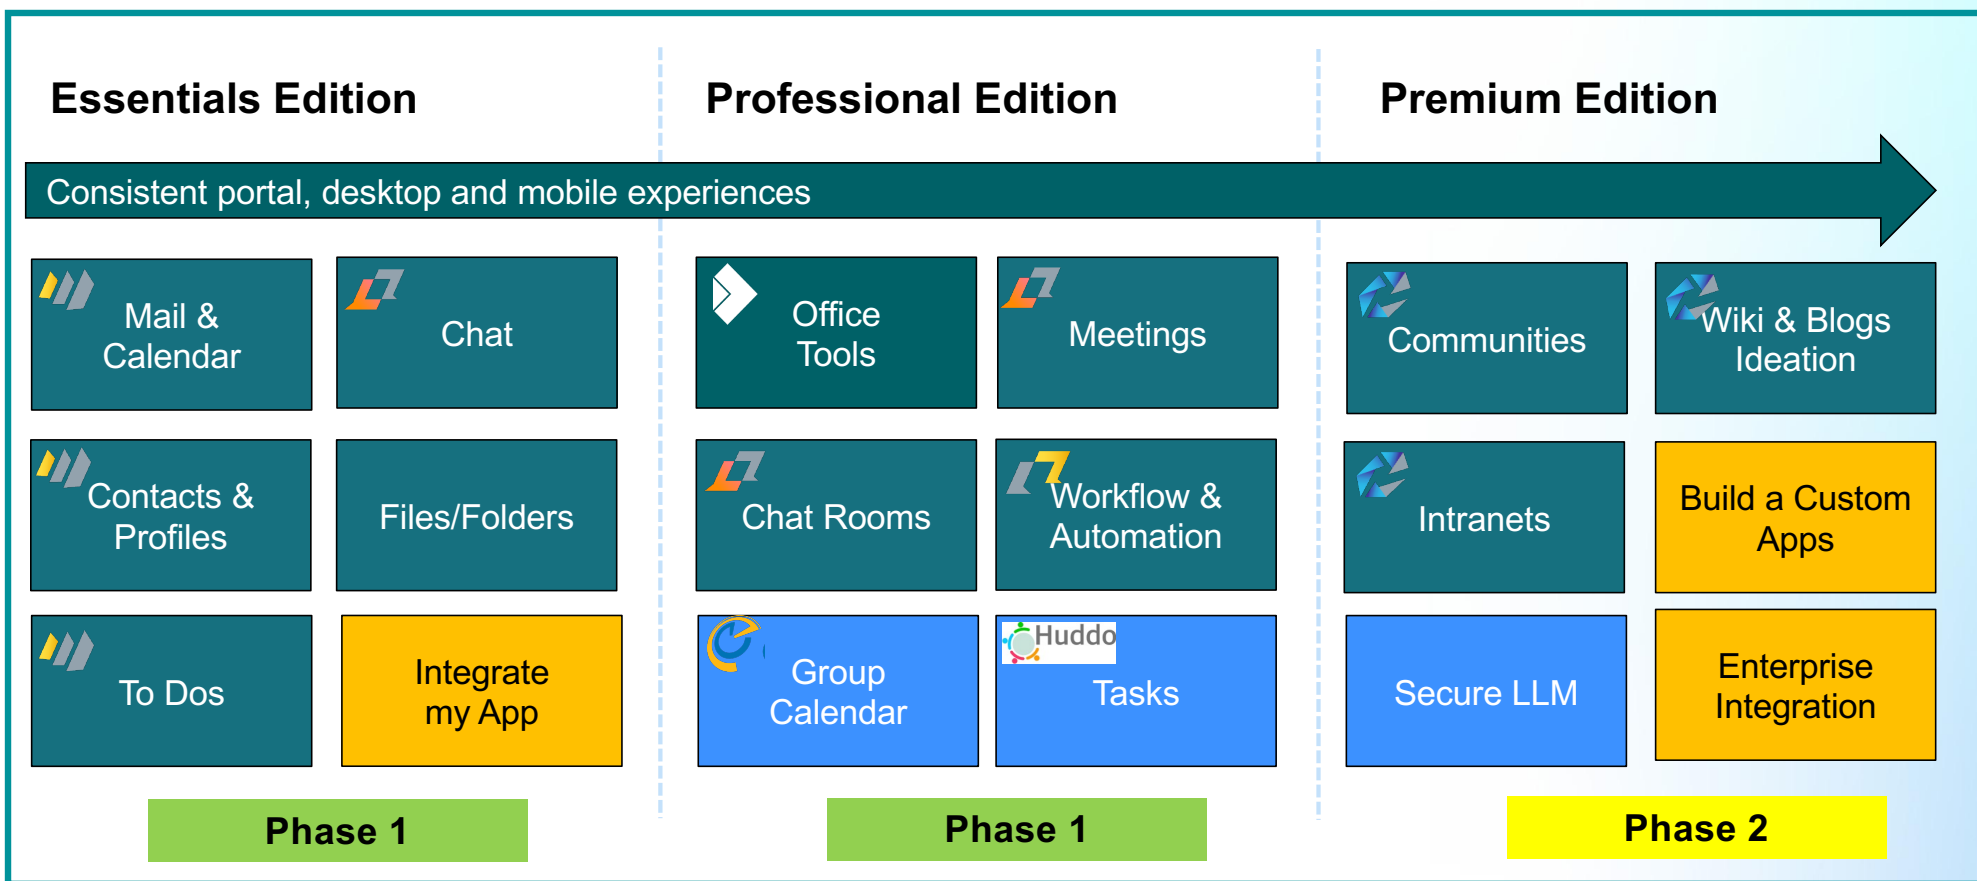 Essentials Edition
Professional Edition
Premium Edition
Consistent portal, desktop and mobile experiences
Mail &
Calendar
Chat
Contacts &
Profiles
Files/Folders
To Dos
Integrate
my App
Phase 1
Office
Tools
Meetings
Chat Rooms
Workflow &
Automation
Group
Calendar
Huddo
Tasks
Phase 1
Communities
Wiki & Blogs
Ideation
Intranets
Build a Custom
Apps
Secure LLM
Enterprise
Integration
Phase 2